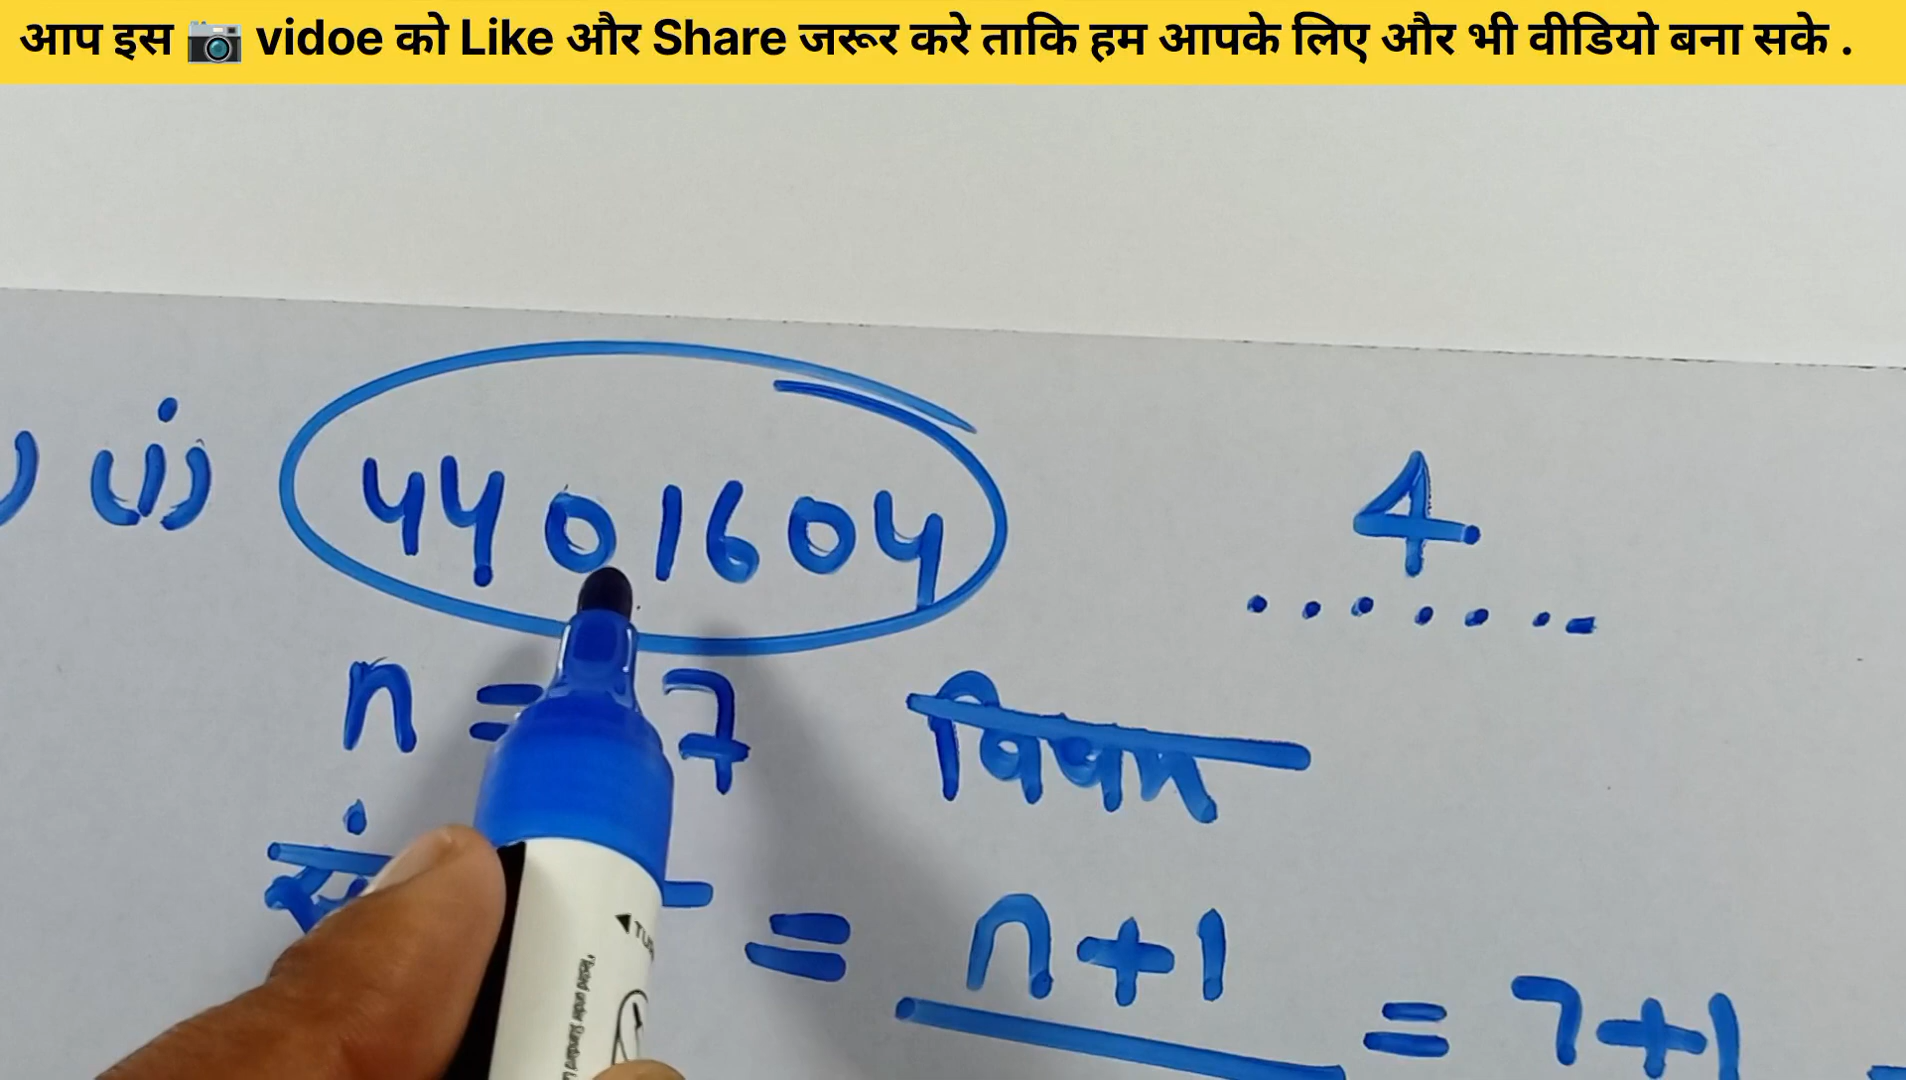 आप इस 📷 vidoe को Like और Share जरूर करे ताकि हम आपके लिए और भी वीडियो बना सके .
(i) 4401604
4
. . . . . . .
n = 7 विषम
= n+1 = 7+1